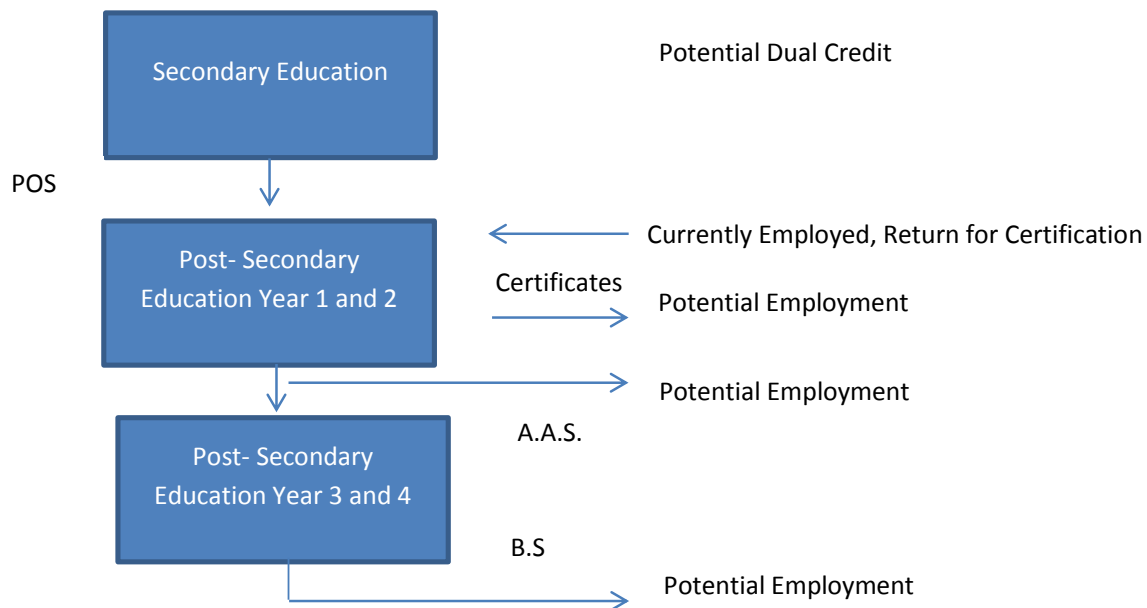 Secondary Education
Potential Dual Credit
POS
Currently Employed, Return for Certification
Post- Secondary
Education Year 1 and 2
Certificates
Potential Employment
Potential Employment
A.A.S.
Post- Secondary
Education Year 3 and 4
B.S
Potential Employment